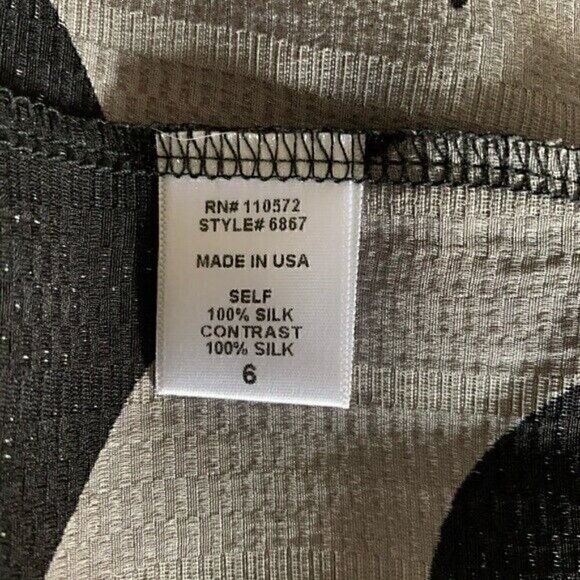 RN# 110572
STYLE# 6867
MADE IN USA
SELF
100% SILK
CONTRAST
100% SILK
6